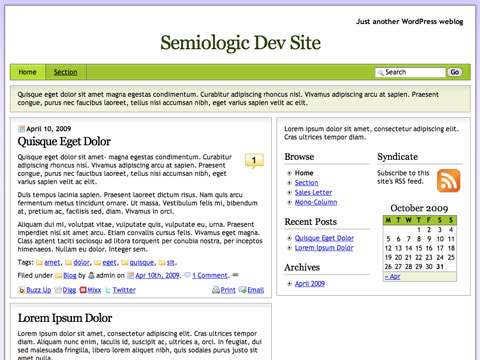 Just another WordPress weblog
Semiologic Dev Site
Home
Section
Search
Go
Quisque eget dolor sit amet magna egestas condimentum. Curabitur adipiscing rhoncus nisl. Vivamus adipiscing arcu at sapien. Praesent
congue, purus nec faucibus laoreet, tellus nisi accumsan nibh, eget varius sapien velit ac elit.
April 10, 2009
Quisque Eget Dolor
1
Quisque eget dolor sit amet- magna egestas condimentum. Curabitur
adipiscing rhoncus nisl. Vivamus adipiscing arcu at sapien. Praesent
congue, purus nec faucibus laoreet, tellus nisi accumsan nibh, eget
varius sapien velit ac elit.
Duis tempus lacinia sapien. Praesent laoreet dictum risus. Nam quis arcu
fermentum metus tincidunt ornare. Ut massa. Vestibulum felis mi, bibendum
at, pretium ac, facilisis sed, diam. Vivamus in orci.
Aliquam dui mi, volutpat vitae, vulputate quis, vulputate eu, urna. Praesent
imperdiet nisl sit amet erat. Etiam convallis cursus felis. Vivamus eget magna.
Class aptent taciti sociosqu ad litora torquent per conubia nostra, per inceptos
himenaeos. Nullam eu dolor. Integer sem.
Tags: amet, dolor, eget, quisque, sit.
Filed under Blog by admin on Apr 10th, 2009. 1 Comment.
Buzz Up Digg Mixx Twitter Print Email
Lorem Ipsum Dolor
Lorem ipsum dolor sit amet, consectetur adipiscing elit. Cras ultrices tempor
diam. Aliquam nunc enim, iaculis id, suscipit ac, ultrices a, orci. In feugiat, dui
sed malesuada fringilla, libero lorem aliquet nibh, quis sodales purus justo sit
amet nulla.
Lorem ipsum dolor sit amet, consectetur adipiscing elit.
Cras ultrices tempor diam.
Browse
Home
Section
Sales Letter
Mono-Column
Recent Posts
Quisque Eget Dolor
Lorem Ipsum Dolor
Archives
April 2009
Syndicate
Subscribe to this
site's RSS feed.
October 2009
M T W T F S S
1 2 3 4
5 6 7 8 9 10 11
12 13 14 15 16 17 18
19 20 21 22 23 24 25
26 27 28 29 30 31
« Apr